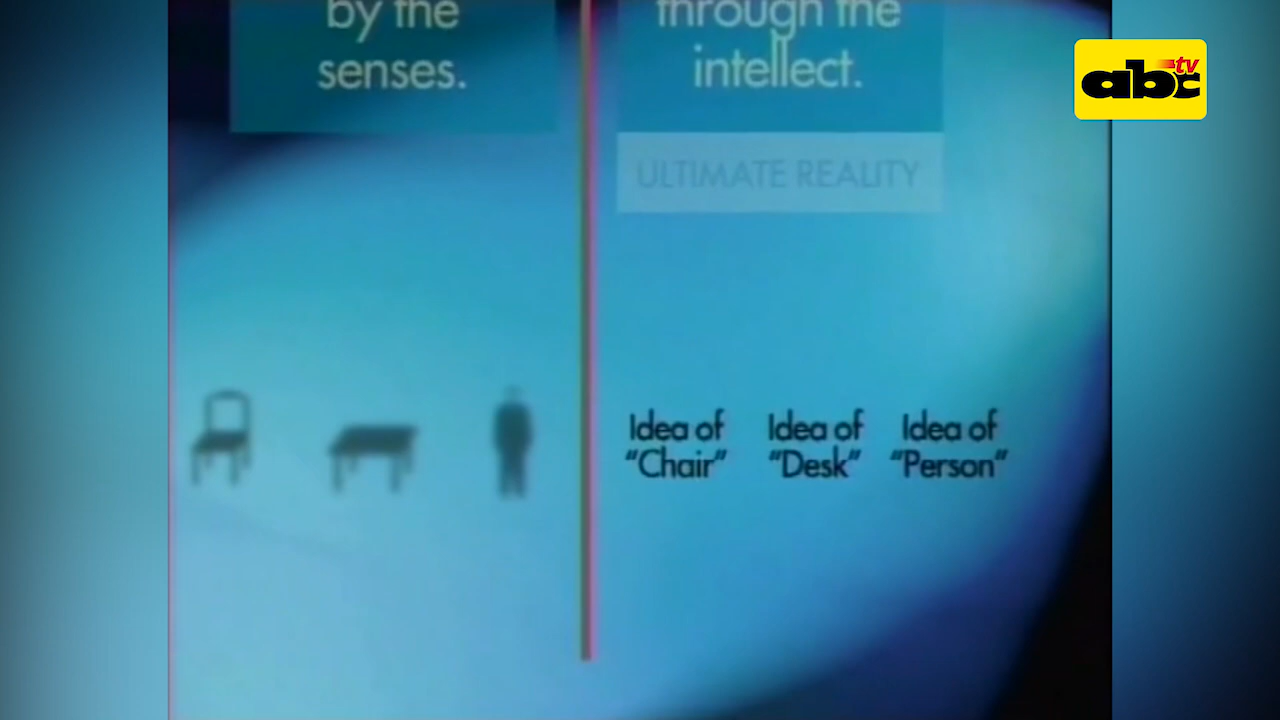 by the
senses.
through the
intellect.
ULTIMATE REALITY
Idea of
"Chair"
Idea of
"Desk"
Idea of
"Person"
abc tv